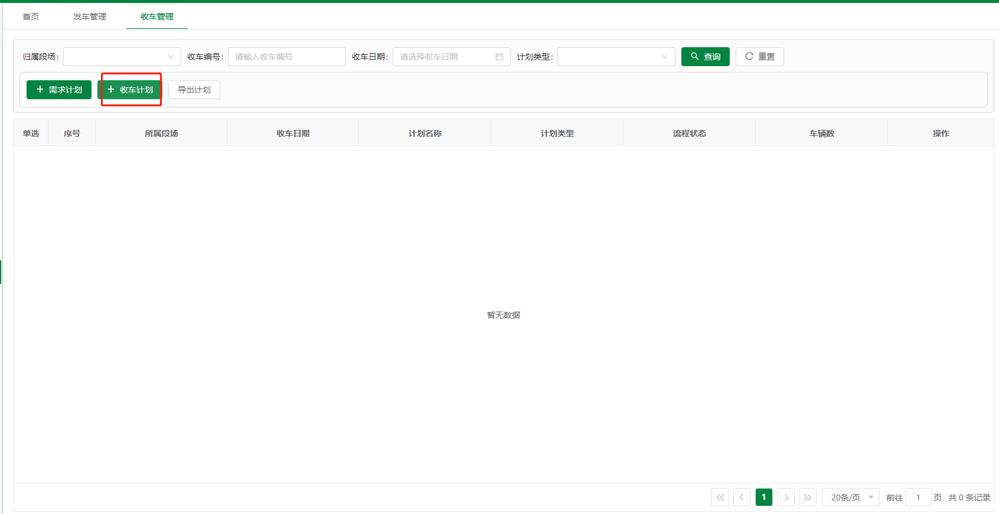 首页 发车管理 收车管理
归属段场： 收车编号： 请输入收车编号 收车日期： 请选择收车日期 计划类型： 查询 重置
需求计划 收车计划 导出计划
单选 序号 所属段场 收车日期 计划名称 计划类型 流程状态 车辆数 操作
暂无数据
1 20条/页 前往 1 页 共 0 条记录